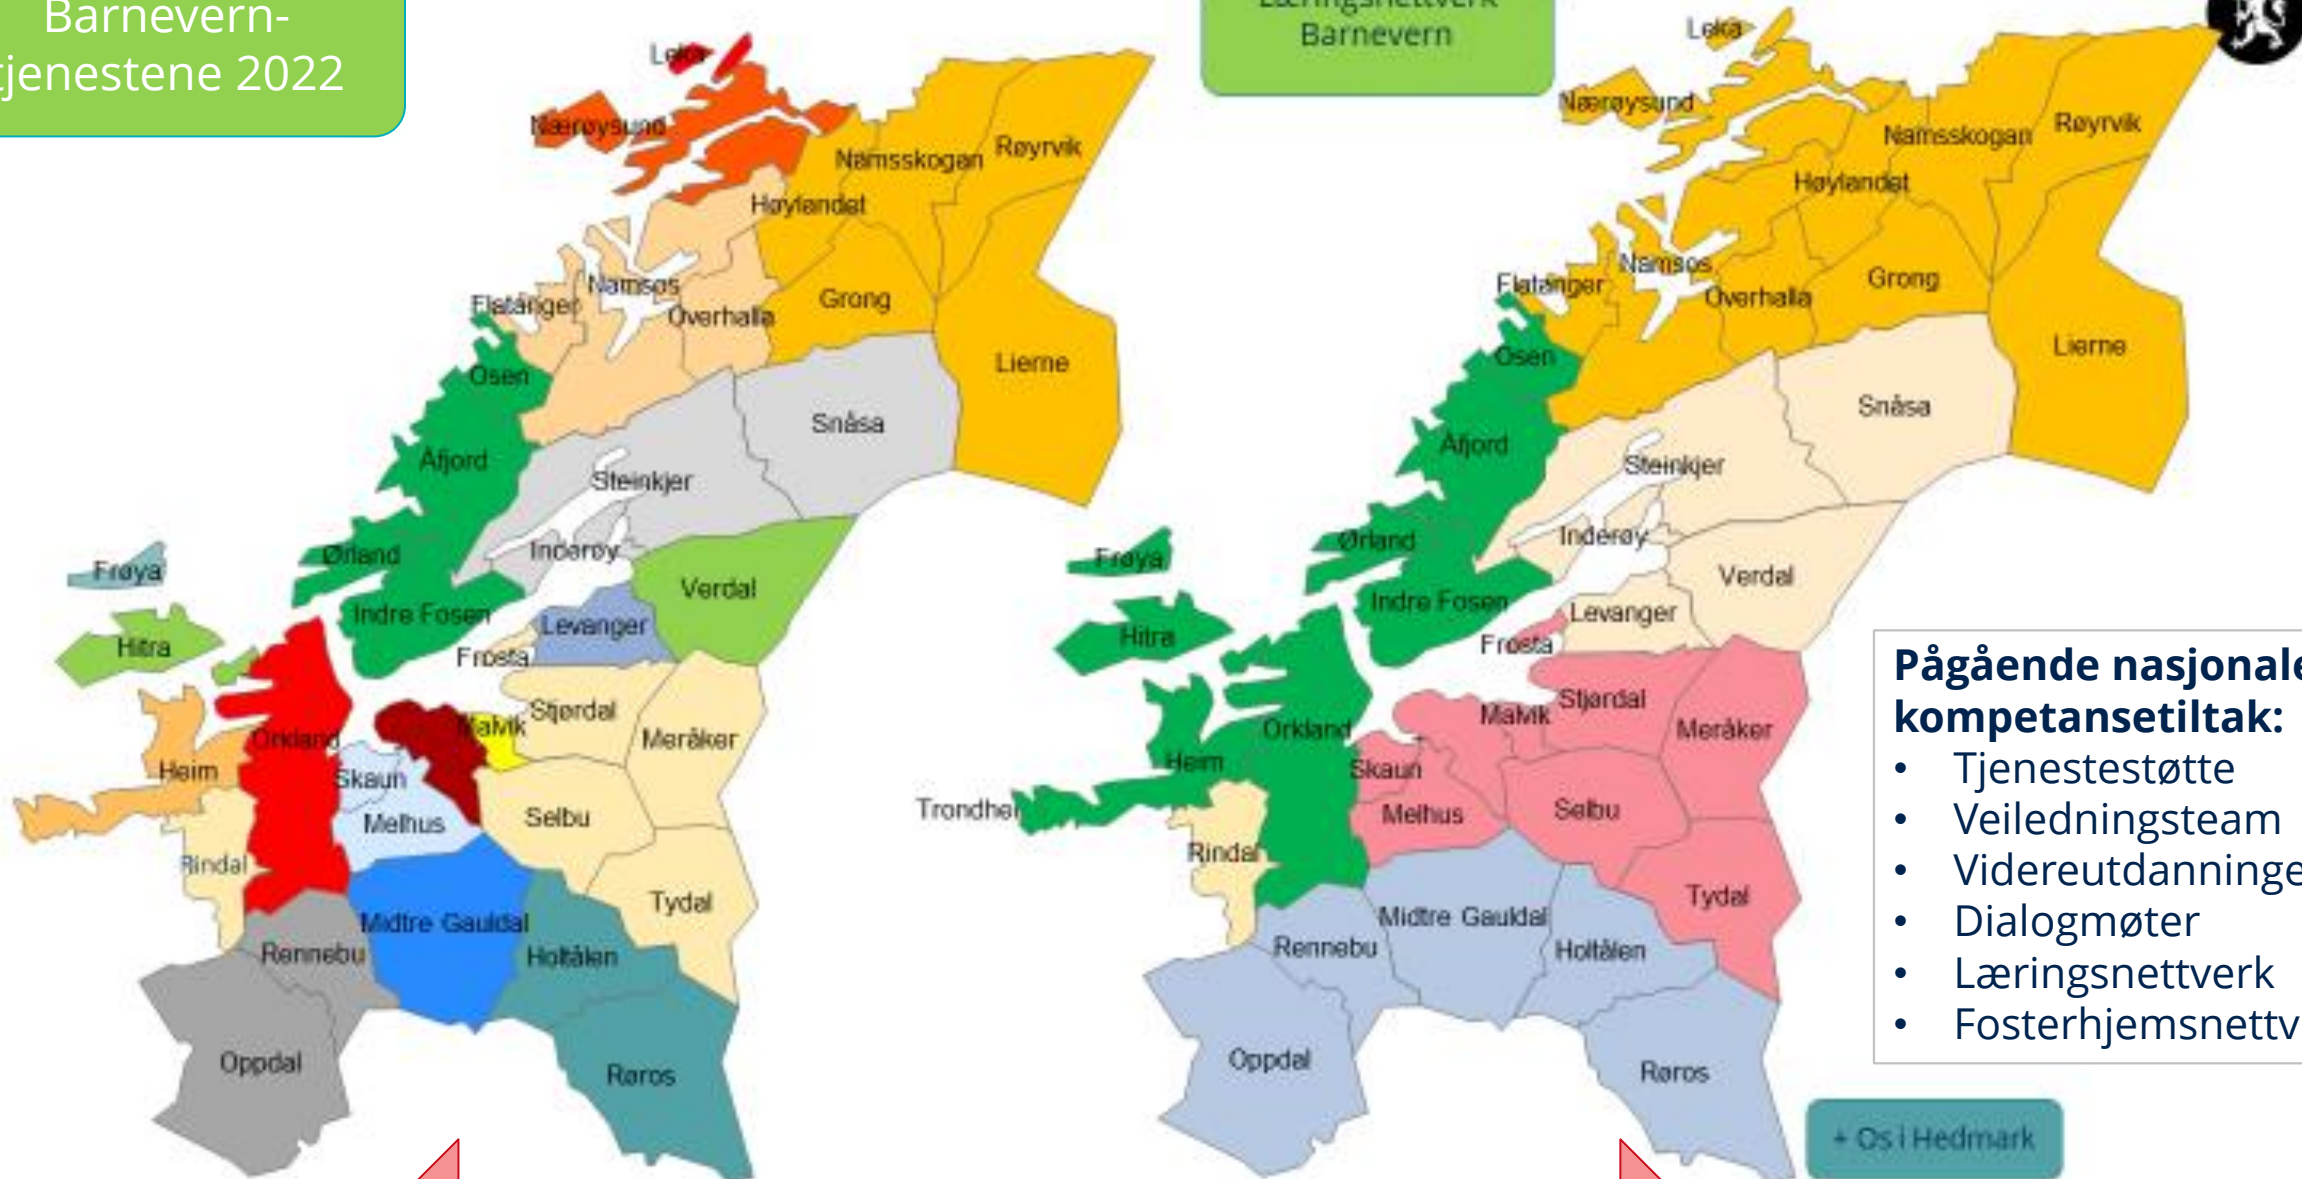 Barnevern-
tjenestene 2022
Leka
Nærøysund
Namsskogan
Røyrvik
Høylandet
Namsos
Flatanger
Overhalla
Grong
Lierne
Osen
Snåsa
Åfjord
Steinkjer
Inderøy
Ørland
Frøya
Verdal
Indre Fosen
Levanger
Hitra
Frosta
Stjørdal
Malvik
Meråker
Orkland
Heim
Skaun
Selbu
Melhus
Rindal
Tydal
Midtre Gauldal
Rennebu
Holtålen
Oppdal
Røros
Læringsnettverk
Barnevern
Leka
Nærøysund
Namsskogan
Røyrvik
Høylandet
Namsos
Flatanger
Overhalla
Grong
Lierne
Osen
Snåsa
Åfjord
Steinkjer
Inderøy
Ørland
Frøya
Verdal
Indre Fosen
Levanger
Hitra
Frosta
Stjørdal
Malvik
Meråker
Orkland
Heim
Skaun
Trondhei
Selbu
Melhus
Rindal
Tydal
Midtre Gauldal
Rennebu
Holtålen
Oppdal
Røros
Pågående nasjonale
kompetansetiltak:
• Tjenestestøtte
• Veiledningsteam
• Videreutdanninge
• Dialogmøter
• Læringsnettverk
• Fosterhjemsnettv
+ Os i Hedmark